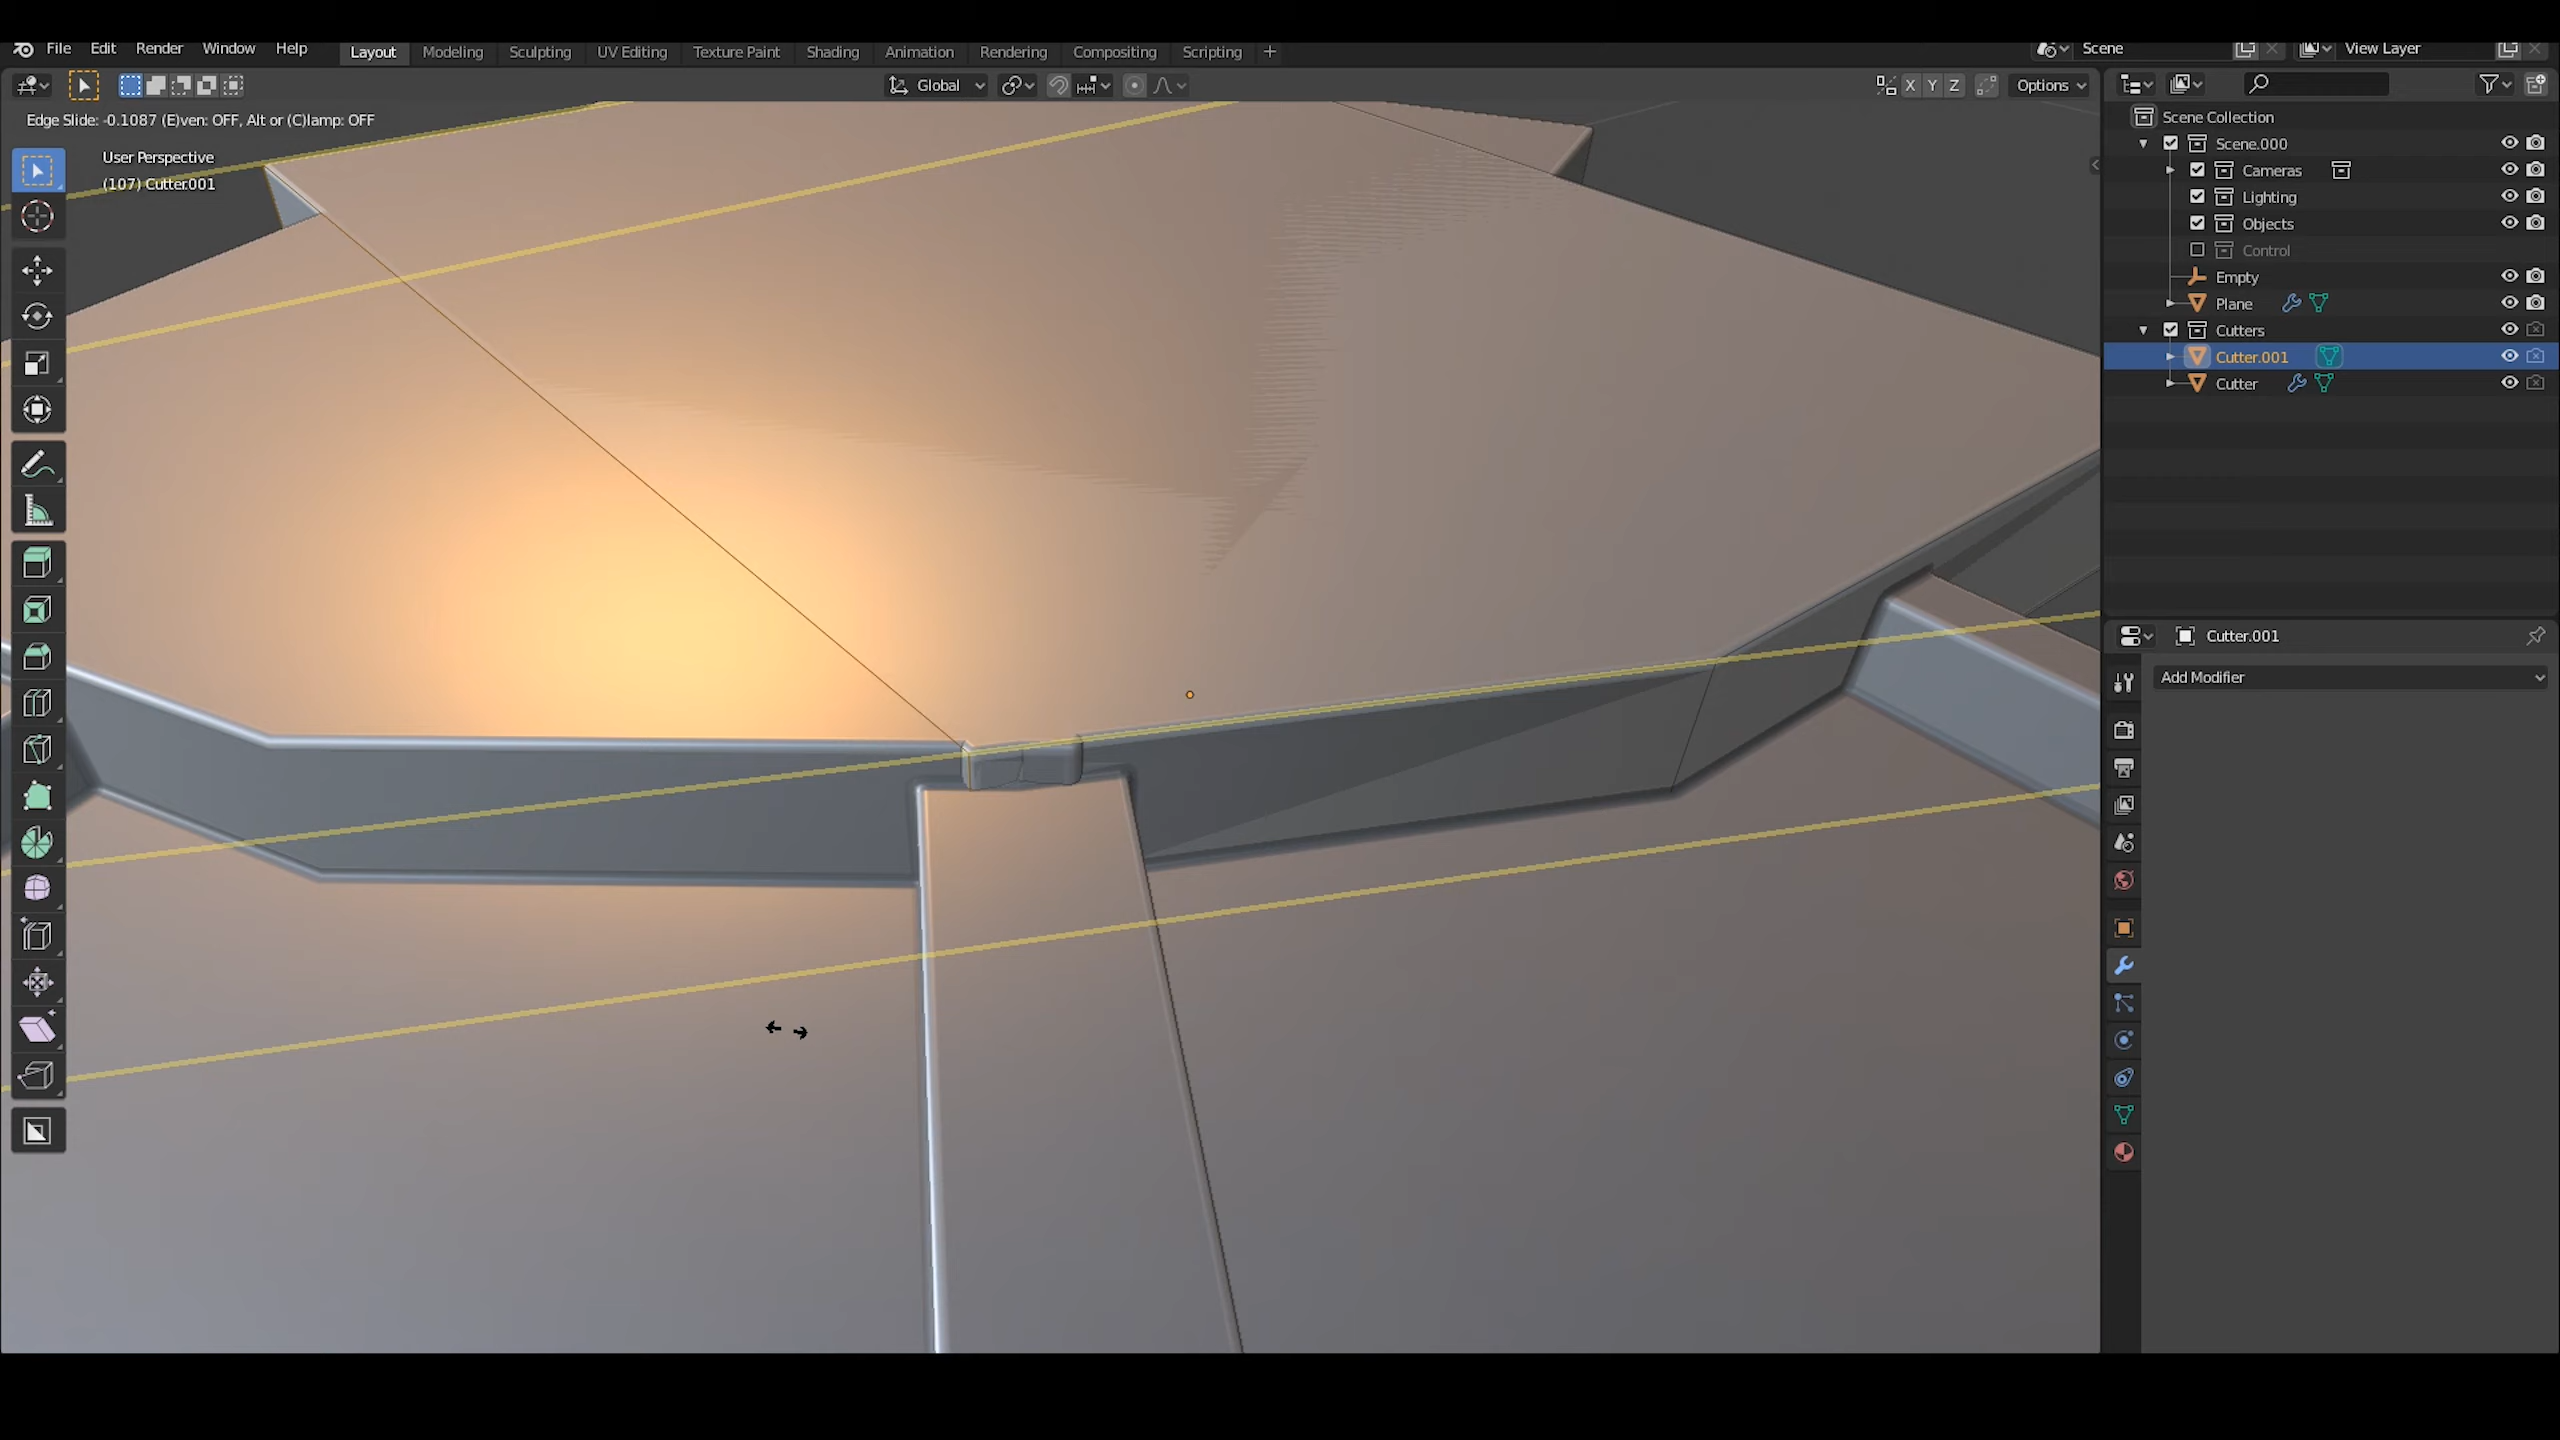 File Edit Render Window Help
Layout Modeling Sculpting UV Editing Texture Paint Shading Animation Rendering Compositing Scripting +
Scene
View Layer
Global
X Y Z
Options
Edge Slide: -0.1087 (E)ven: OFF, Alt or (C)lamp: OFF
User Perspective
(107) Cutter.001
Scene Collection
Scene.000
Cameras
Lighting
Objects
Control
Empty
Plane
Cutters
Cutter.001
Cutter
Cutter.001
Add Modifier